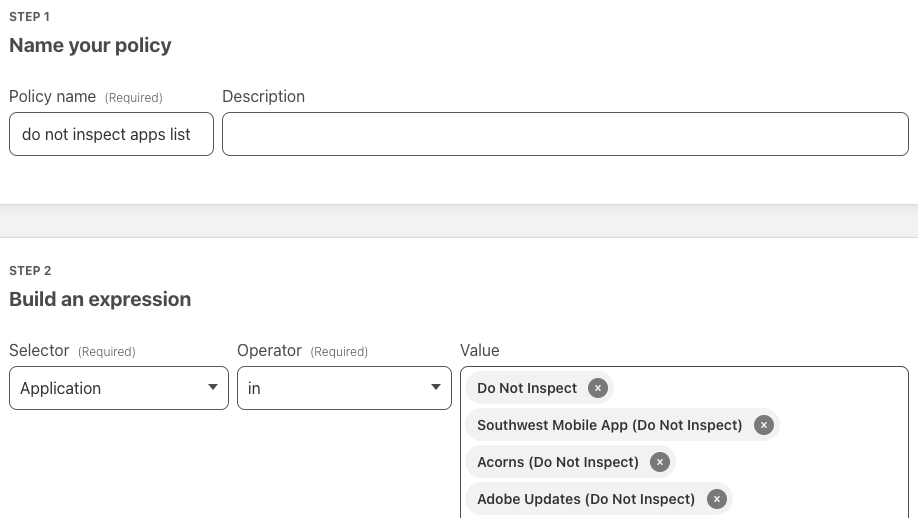 STEP 1
Name your policy
Policy name (Required) Description
do not inspect apps list
STEP 2
Build an expression
Selector (Required) Operator (Required) Value
Application in Do Not Inspect x
Southwest Mobile App (Do Not Inspect) x
Acorns (Do Not Inspect) x
Adobe Updates (Do Not Inspect) x